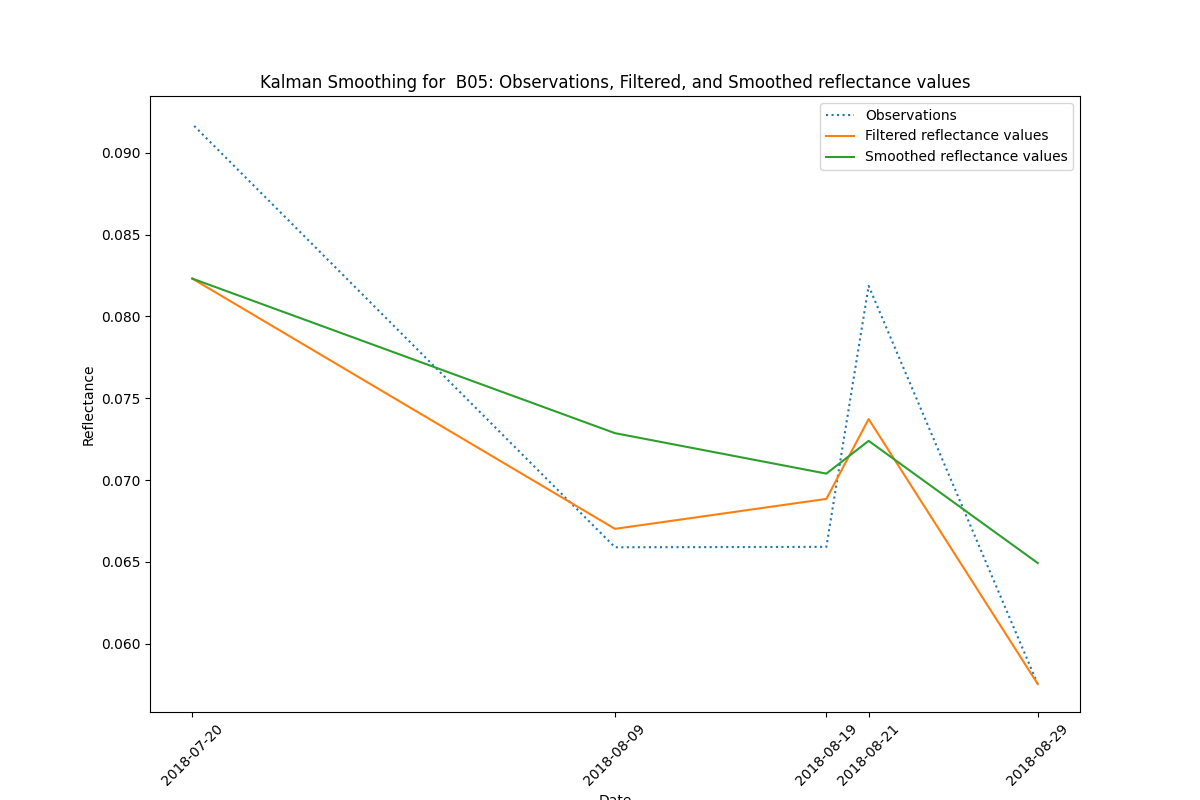 Kalman Smoothing for  B05: Observations, Filtered, and Smoothed reflectance values
Observations
Filtered reflectance values
Smoothed reflectance values
0.090
0.085
0.080
0.075
0.070
0.065
0.060
Reflectance
2018-07-20
2018-08-09
2018-08-19
2018-08-21
2018-08-29
Date